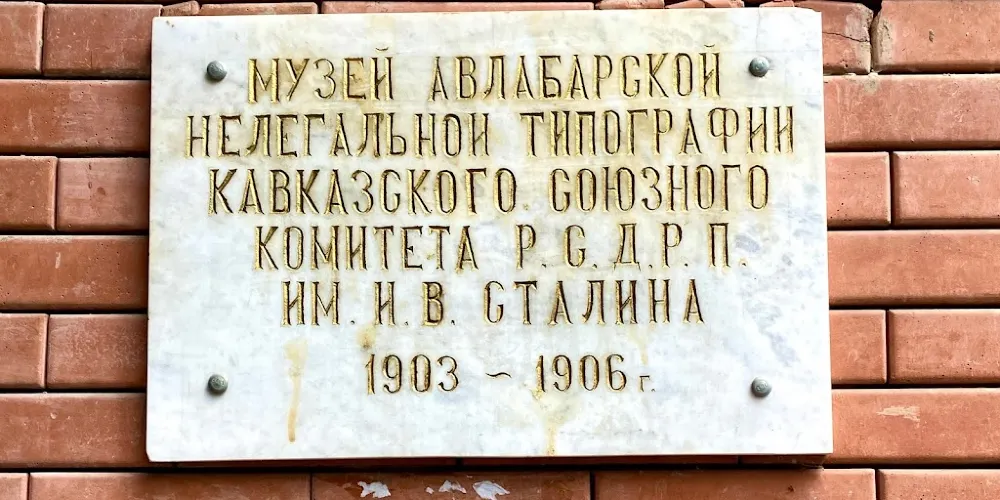 МУЗЕЙ АВЛАБАРСКОЙ
НЕЛЕГАЛЬНОЙ ТИПОГРАФИИ
КАВКАЗСКОГО СОЮЗНОГО
КОМИТЕТА Р.С.Д.Р.П.
ИМ. И.В. СТАЛИНА
1903 ~ 1906 г.